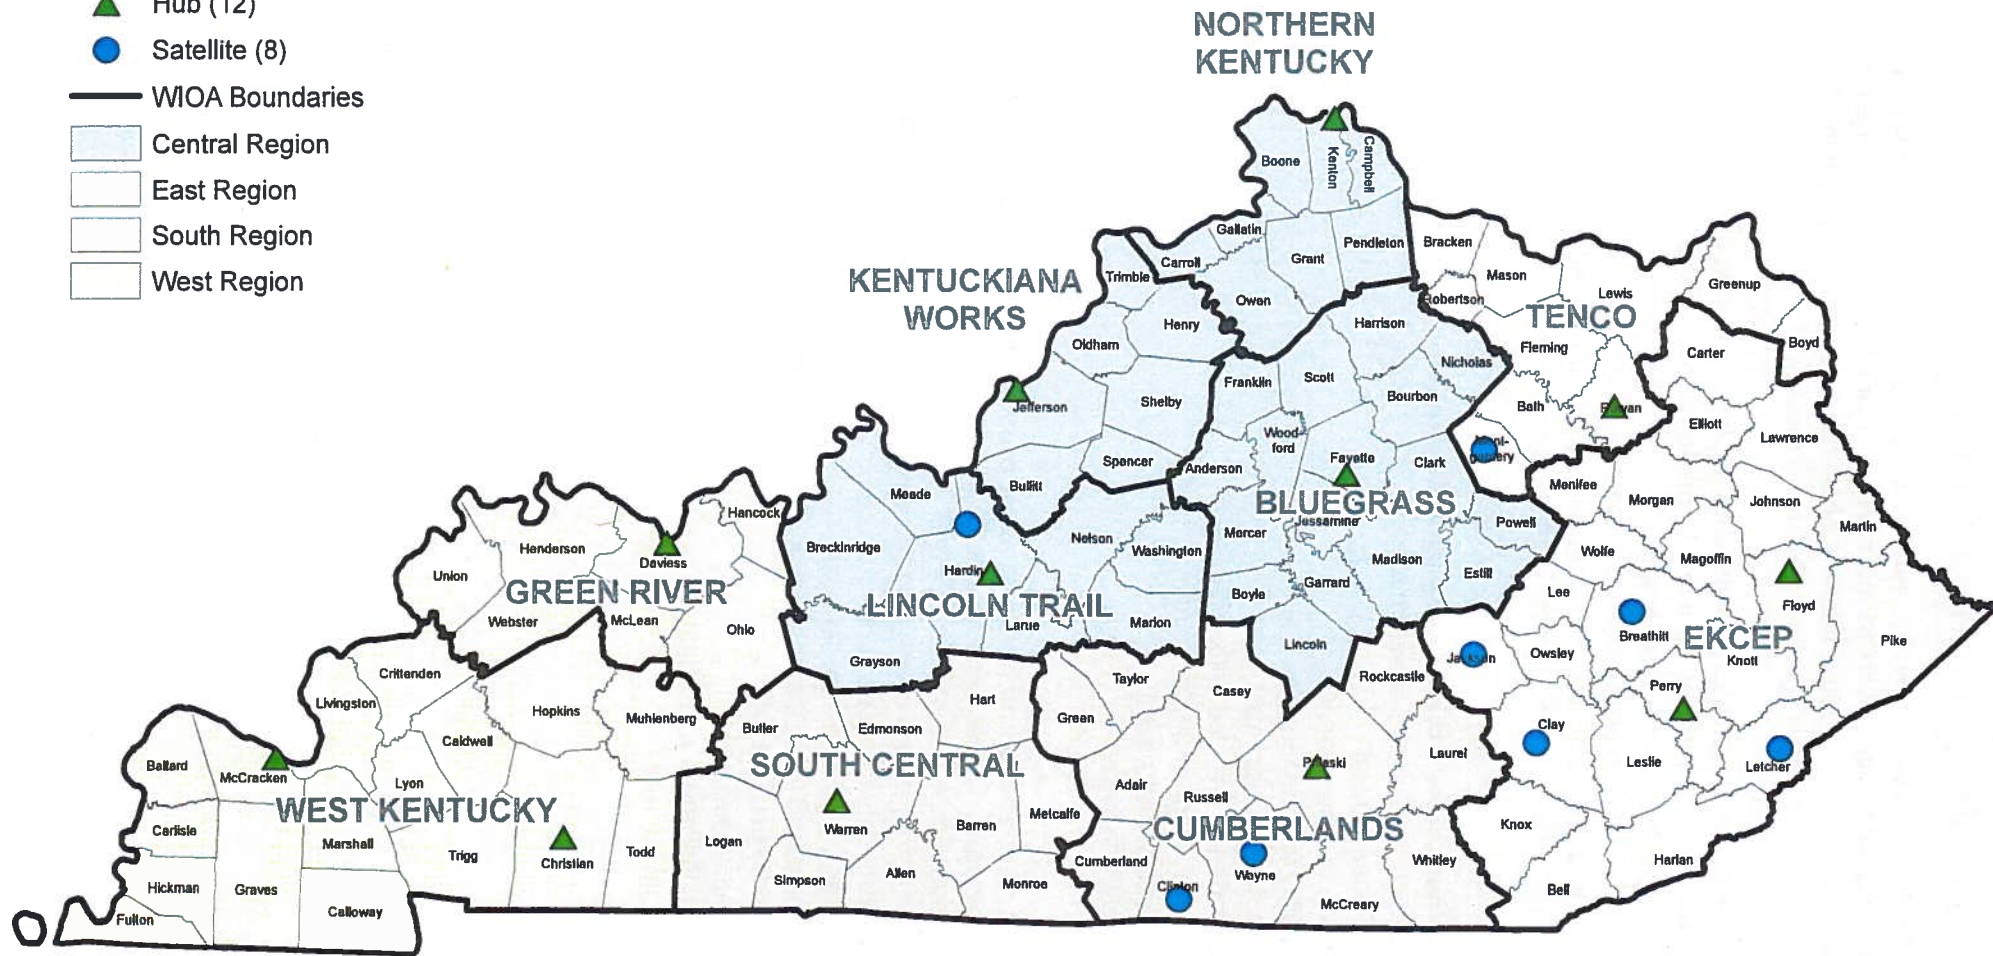 Hub (12)
Satellite (8)
WIOA Boundaries
Central Region
East Region
South Region
West Region
NORTHERN
KENTUCKY
Boone
Kenton
Campbell
Gallatin
Carroll
Grant
Pendleton
Owen
Trimble
KENTUCKIANA
WORKS
Henry
Oldham
Jefferson
Shelby
Spencer
Bullitt
Bracken
Mason
Robertson
Lewis
Greenup
TENCO
Fleming
Boyd
Carter
Bath
Elliott
Lawrence
Harrison
Nicholas
Franklin
Scott
Bourbon
Wood-
ford
Fayette
Clark
Anderson
BLUEGRASS
Jessamine
Mercer
Powell
Madison
Estill
Boyle
Garrard
Lincoln
Meade
Breckinridge
Hardin
Nelson
Washington
LINCOLN TRAIL
Larue
Marion
Grayson
Hancock
Henderson
Daviess
Union
GREEN RIVER
Webster
McLean
Ohio
Menifee
Morgan
Johnson
Martin
Wolfe
Magoffin
Lee
Floyd
Breathitt
EKCEP
Knott
Pike
Owsley
Perry
Clay
Leslie
Letcher
Knox
Harlan
Bell
Crittenden
Livingston
Hopkins
Muhlenberg
Caldwell
Ballard
McCracken
Lyon
WEST KENTUCKY
Carlisle
Marshall
Trigg
Christian
Todd
Hickman
Graves
Calloway
Fulton
Butler
Edmonson
Hart
SOUTH CENTRAL
Warren
Barren
Metcalfe
Logan
Simpson
Allen
Monroe
Taylor
Green
Casey
Rockcastle
Adair
Russell
Laurel
CUMBERLANDS
Cumberland
Wayne
Whitley
McCreary